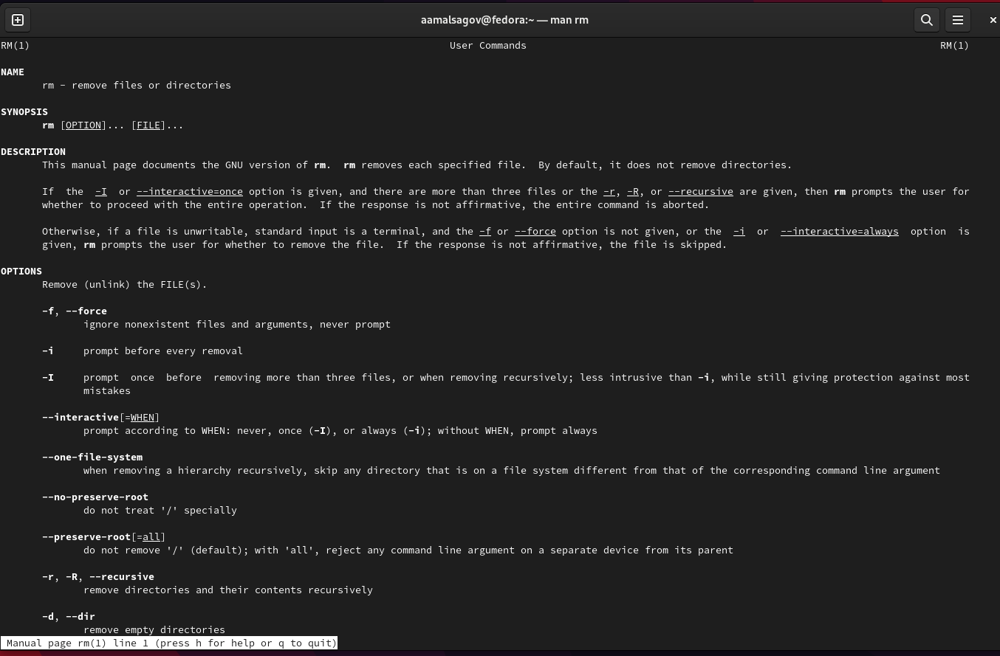 aamalsagov@fedora:~ — man rm
RM(1) User Commands RM(1)
NAME
rm - remove files or directories
SYNOPSIS
rm [OPTION]... [FILE]...
DESCRIPTION
This manual page documents the GNU version of rm.  rm removes each specified file.  By default, it does not remove directories.
If  the  -I  or --interactive=once option is given, and there are more than three files or the -r, -R, or --recursive are given, then rm prompts the user for
whether to proceed with the entire operation.  If the response is not affirmative, the entire command is aborted.
Otherwise, if a file is unwritable, standard input is a terminal, and the -f or --force option is not given, or the  -i  or  --interactive=always  option  is
given, rm prompts the user for whether to remove the file.  If the response is not affirmative, the file is skipped.
OPTIONS
Remove (unlink) the FILE(s).
-f, --force
ignore nonexistent files and arguments, never prompt
-i     prompt before every removal
-I     prompt  once  before  removing more than three files, or when removing recursively; less intrusive than -i, while still giving protection against most
mistakes
--interactive[=WHEN]
prompt according to WHEN: never, once (-I), or always (-i); without WHEN, prompt always
--one-file-system
when removing a hierarchy recursively, skip any directory that is on a file system different from that of the corresponding command line argument
--no-preserve-root
do not treat '/' specially
--preserve-root[=all]
do not remove '/' (default); with 'all', reject any command line argument on a separate device from its parent
-r, -R, --recursive
remove directories and their contents recursively
-d, --dir
remove empty directories
Manual page rm(1) line 1 (press h for help or q to quit)